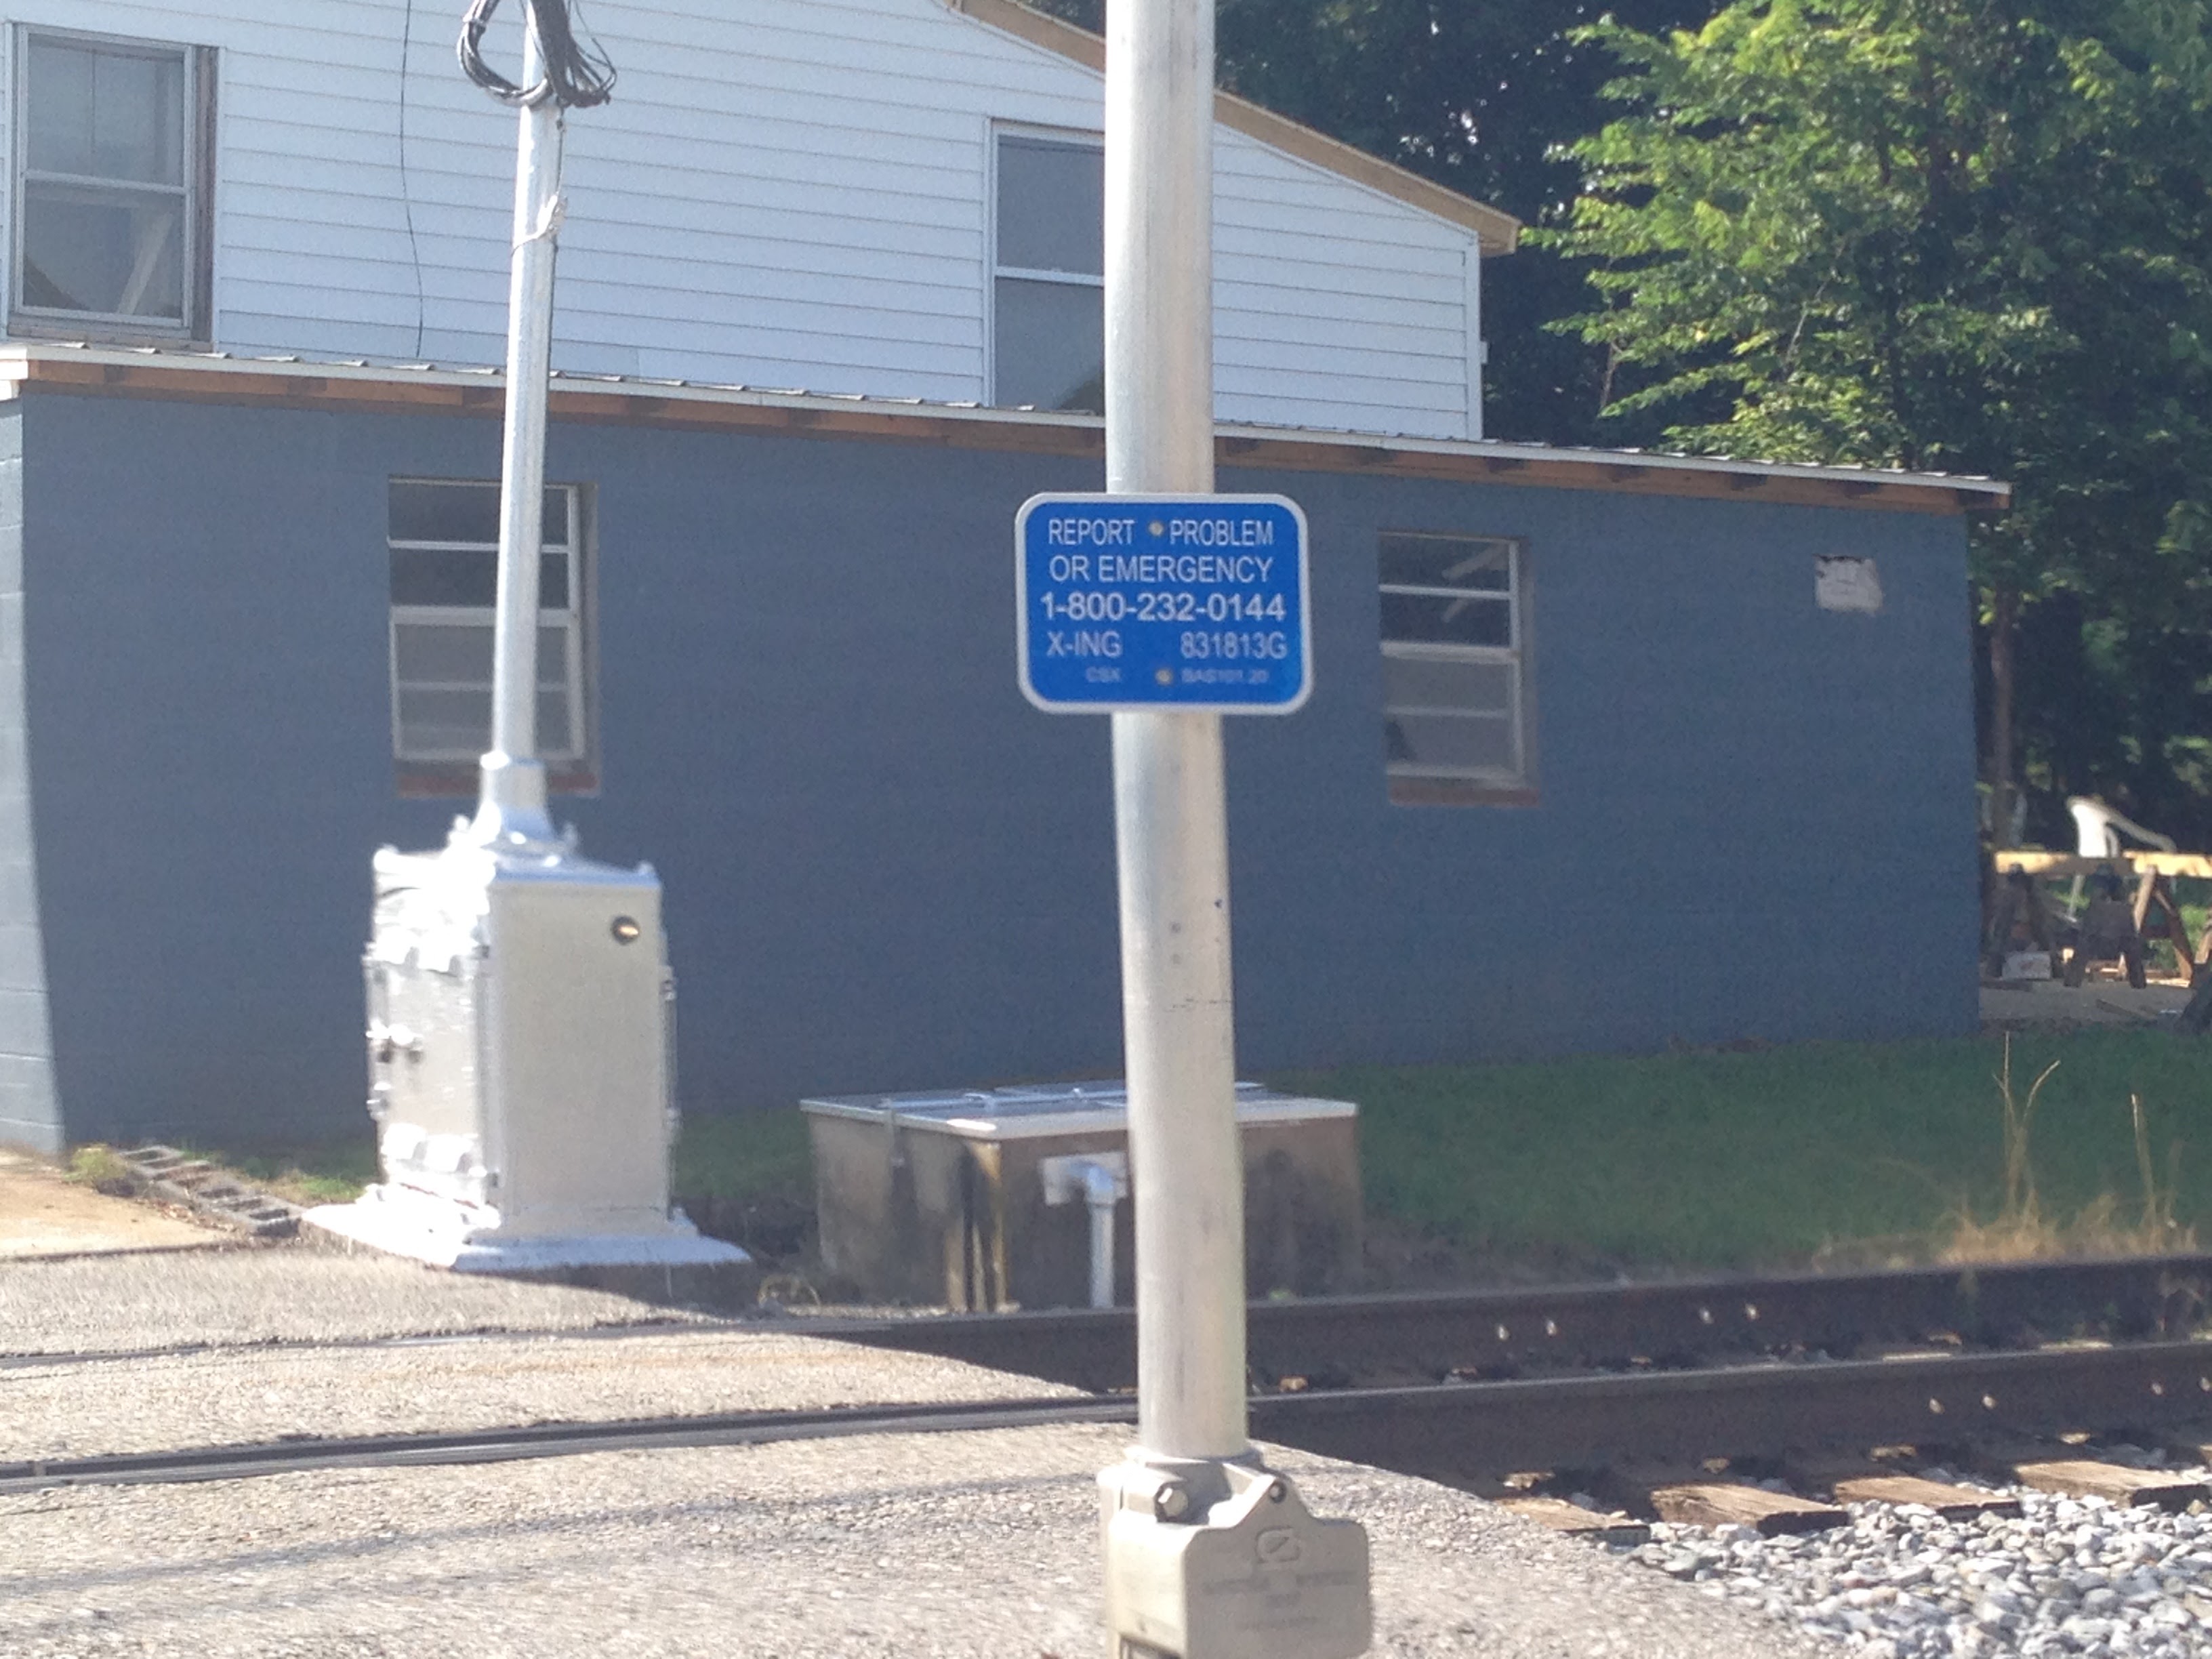 REPORT PROBLEM
OR EMERGENCY
1-800-232-0144
X-ING 831813G
CSX BAS101.20